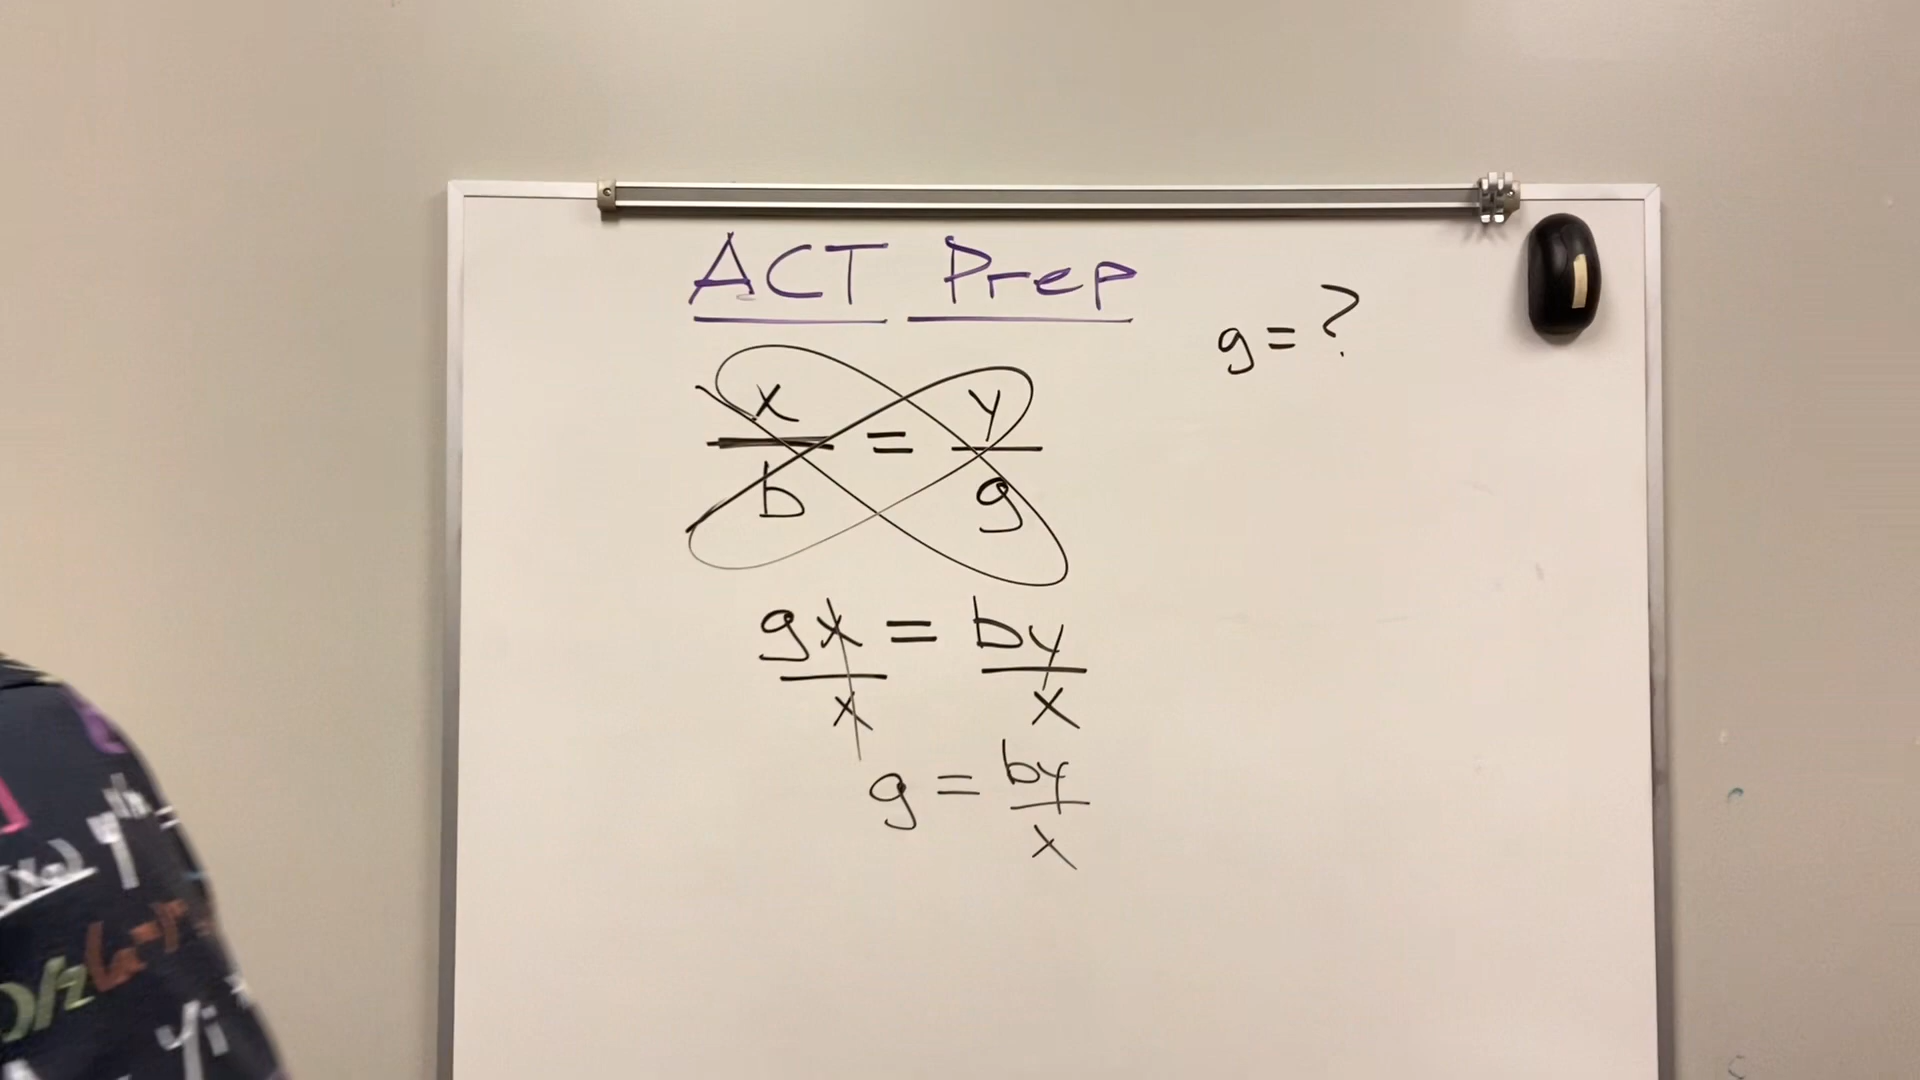 ACT Prep
g = ?
x/b = y/g
gx/x = by/x
g = by/x